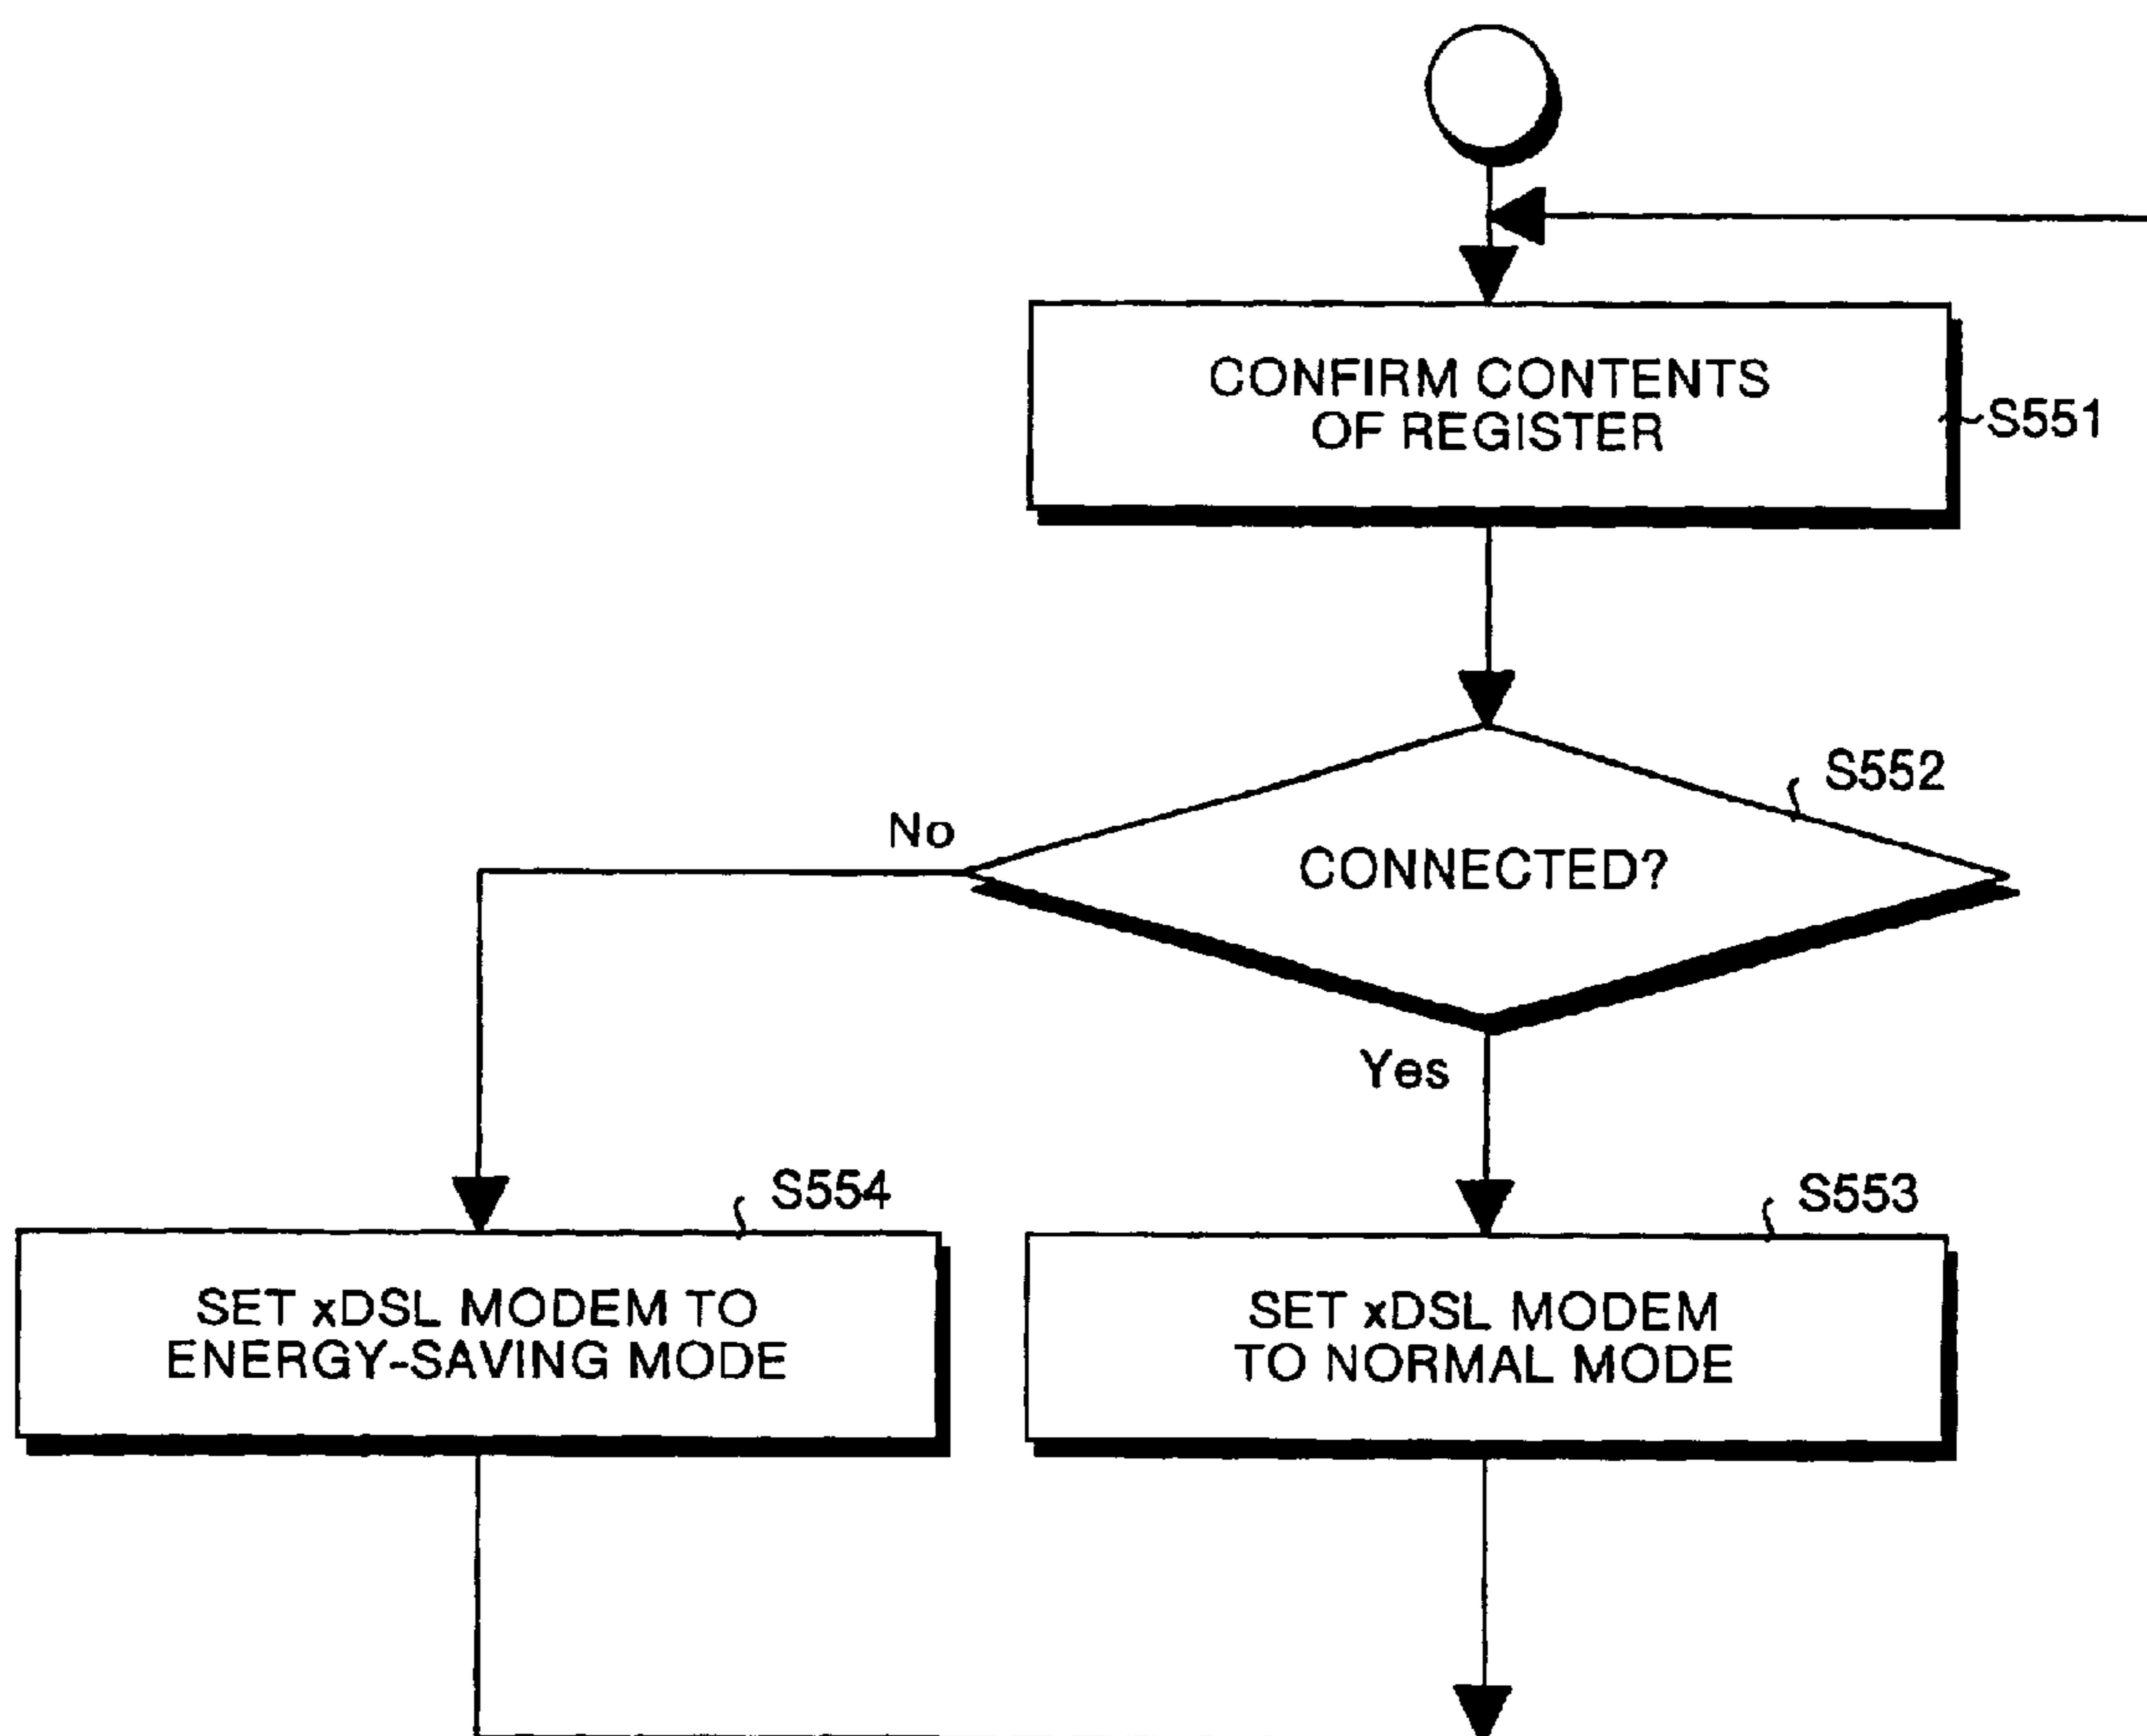 CONFIRM CONTENTS
OF REGISTER
S551
S552
No
CONNECTED?
Yes
S554
S553
SET xDSL MODEM TO
ENERGY-SAVING MODE
SET xDSL MODEM
TO NORMAL MODE